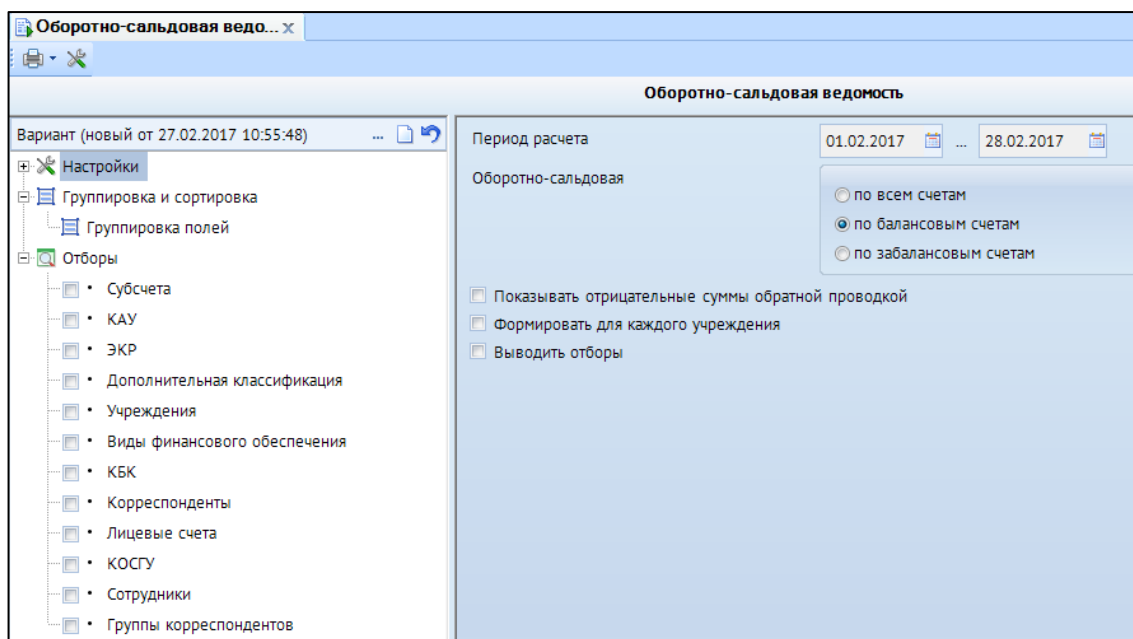 Оборотно-сальдовая ведо... x
Оборотно-сальдовая ведомость
Вариант (новый от 27.02.2017 10:55:48) ...
Настройки
Группировка и сортировка
Группировка полей
Отборы
• Субсчета
• КАУ
• ЭКР
• Дополнительная классификация
• Учреждения
• Виды финансового обеспечения
• КБК
• Корреспонденты
• Лицевые счета
• КОСГУ
• Сотрудники
• Группы корреспондентов
Период расчета 01.02.2017 ... 28.02.2017
Оборотно-сальдовая
по всем счетам
по балансовым счетам
по забалансовым счетам
Показывать отрицательные суммы обратной проводкой
Формировать для каждого учреждения
Выводить отборы